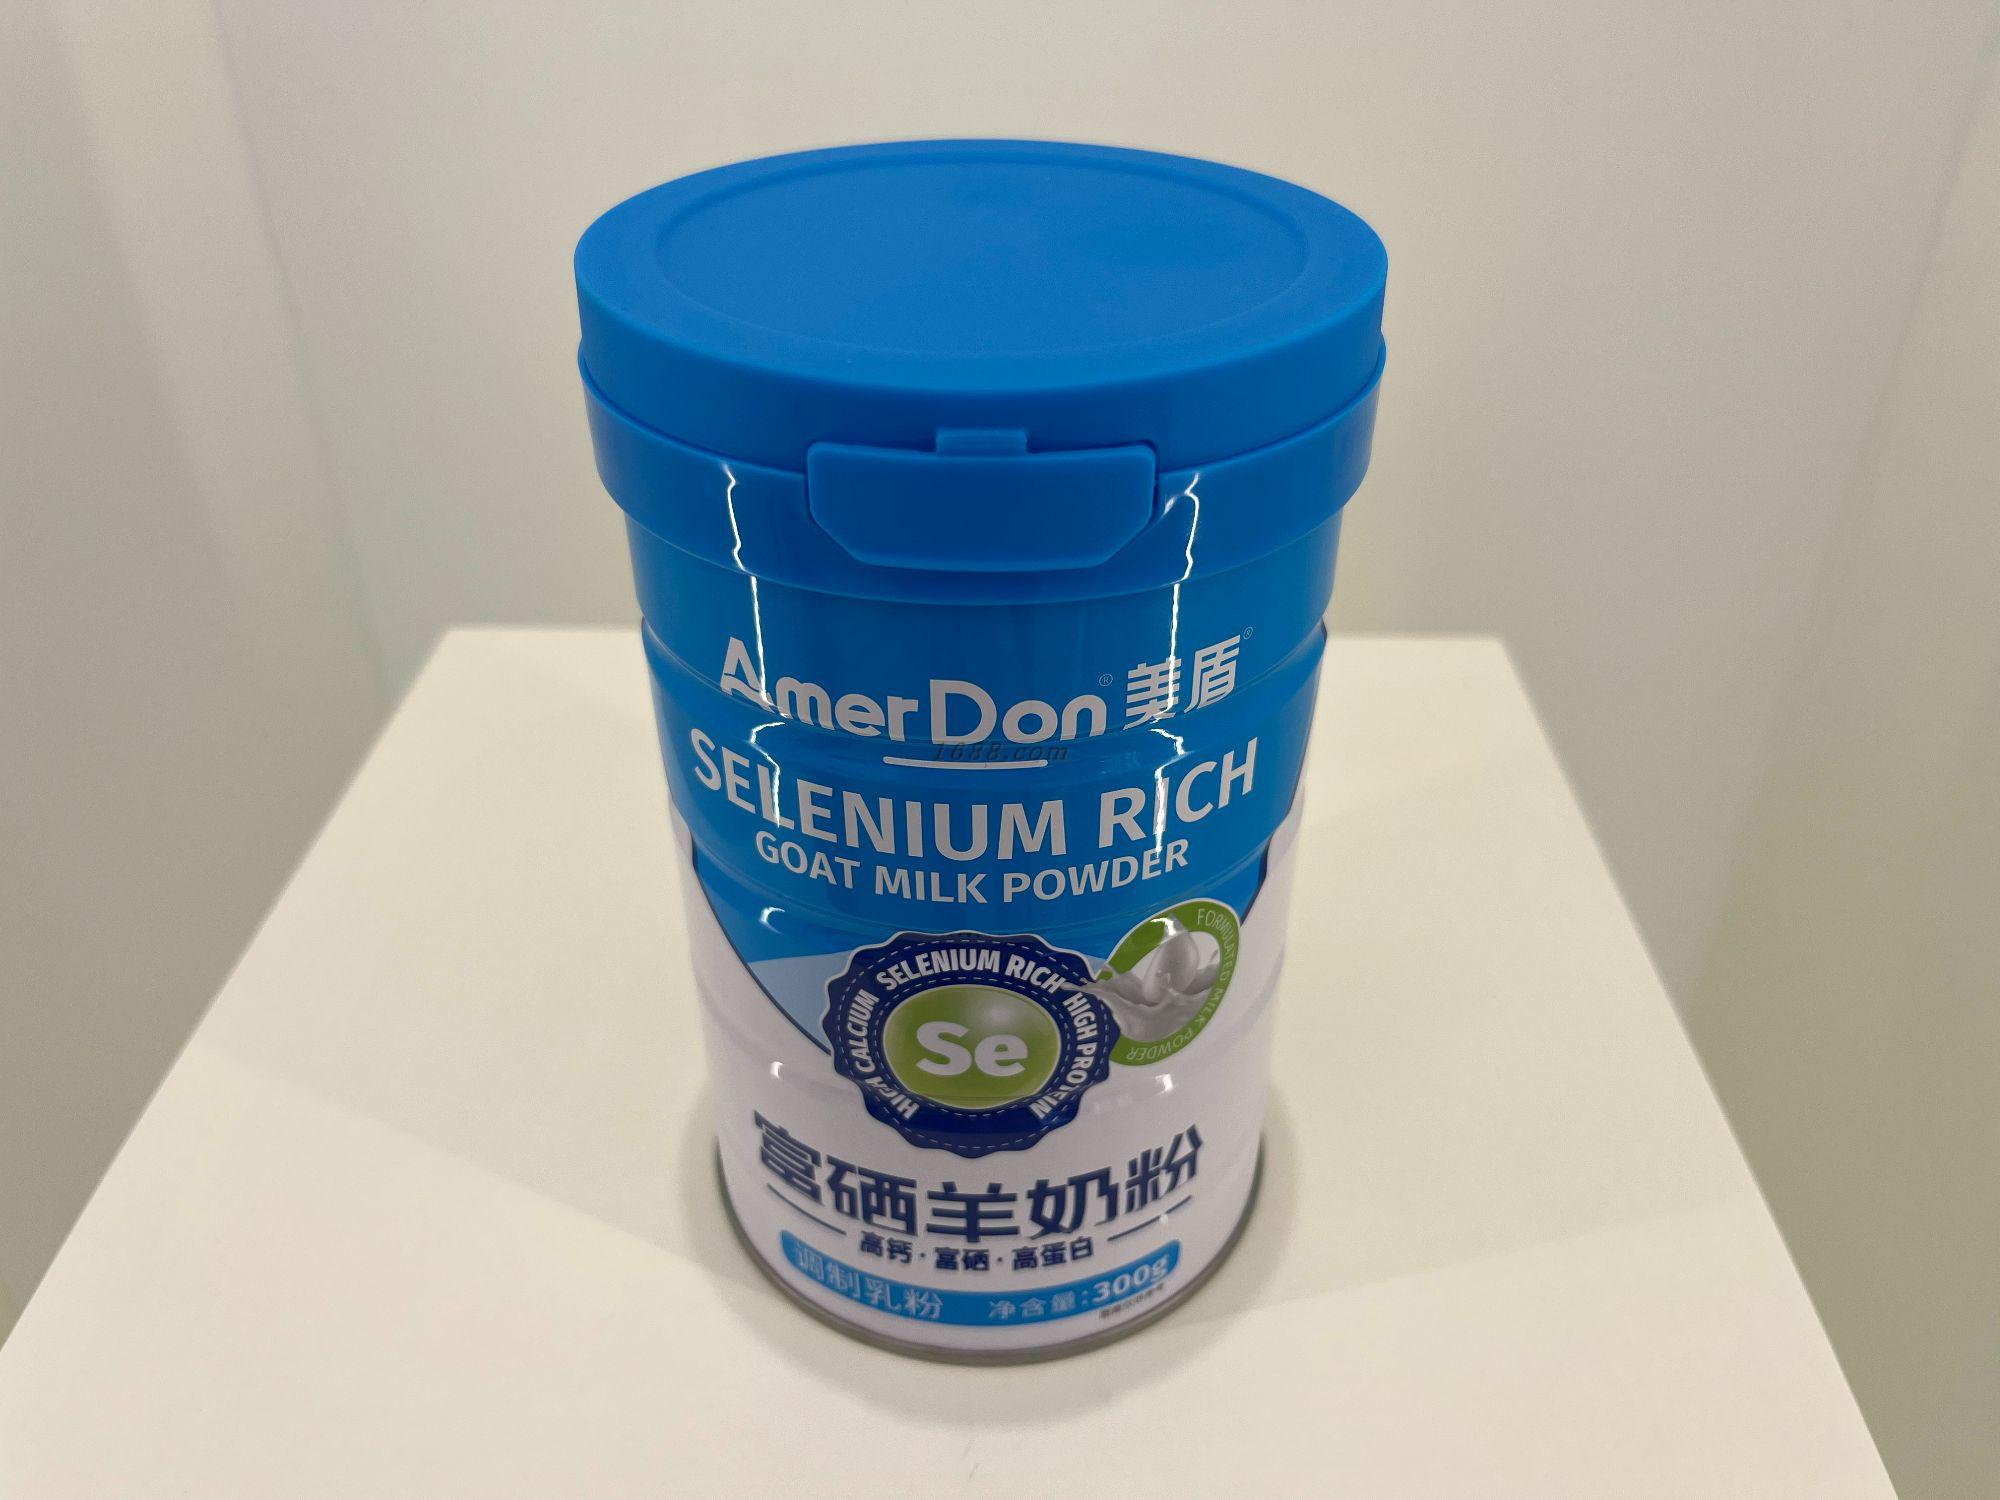 AmerDon® 美盾®
1688.com
SELENIUM RICH
GOAT MILK POWDER
FORMULATED MILK POWDER
HIGH CALCIUM SELENIUM RICH HIGH PROTEIN
Se
富硒羊奶粉
高钙·富硒·高蛋白
调制乳粉 净含量:300g